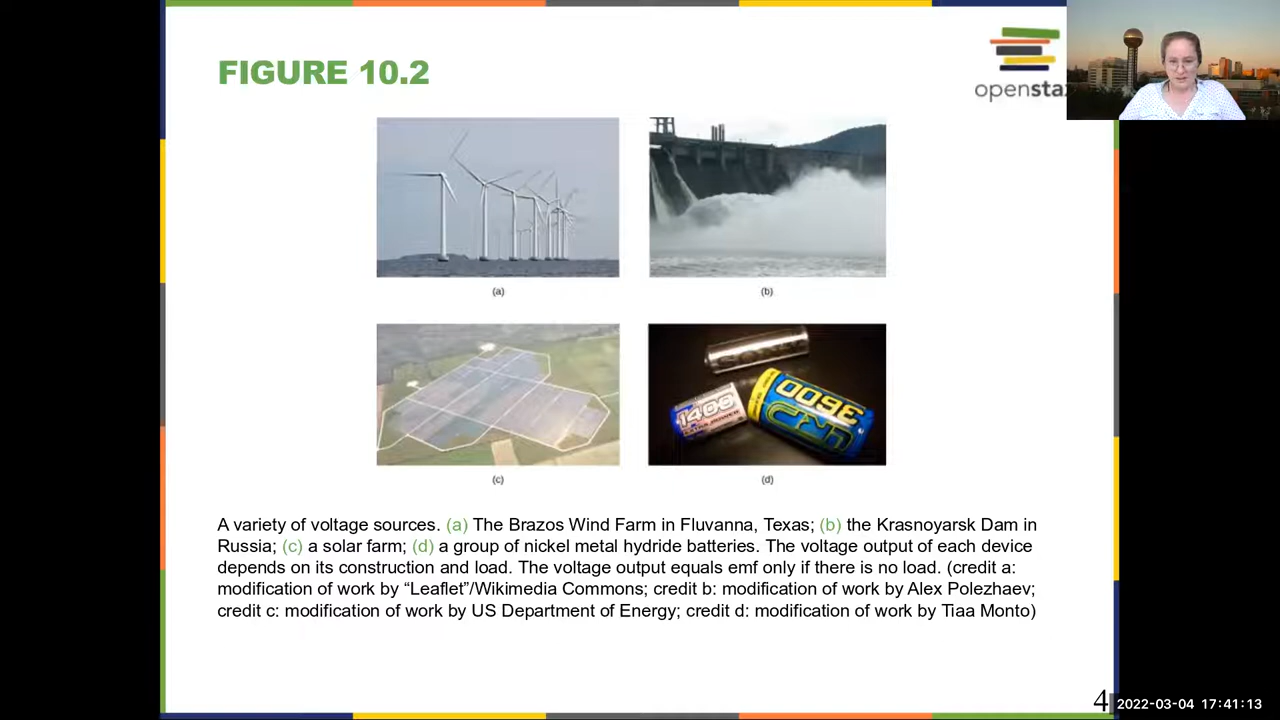 FIGURE 10.2
openstax
(a)
(b)
SONY
1400
3600
(c)
(d)
A variety of voltage sources. (a) The Brazos Wind Farm in Fluvanna, Texas; (b) the Krasnoyarsk Dam in
Russia; (c) a solar farm; (d) a group of nickel metal hydride batteries. The voltage output of each device
depends on its construction and load. The voltage output equals emf only if there is no load. (credit a:
modification of work by “Leaflet”/Wikimedia Commons; credit b: modification of work by Alex Polezhaev;
credit c: modification of work by US Department of Energy; credit d: modification of work by Tiaa Monto)
4
2022-03-04 17:41:13